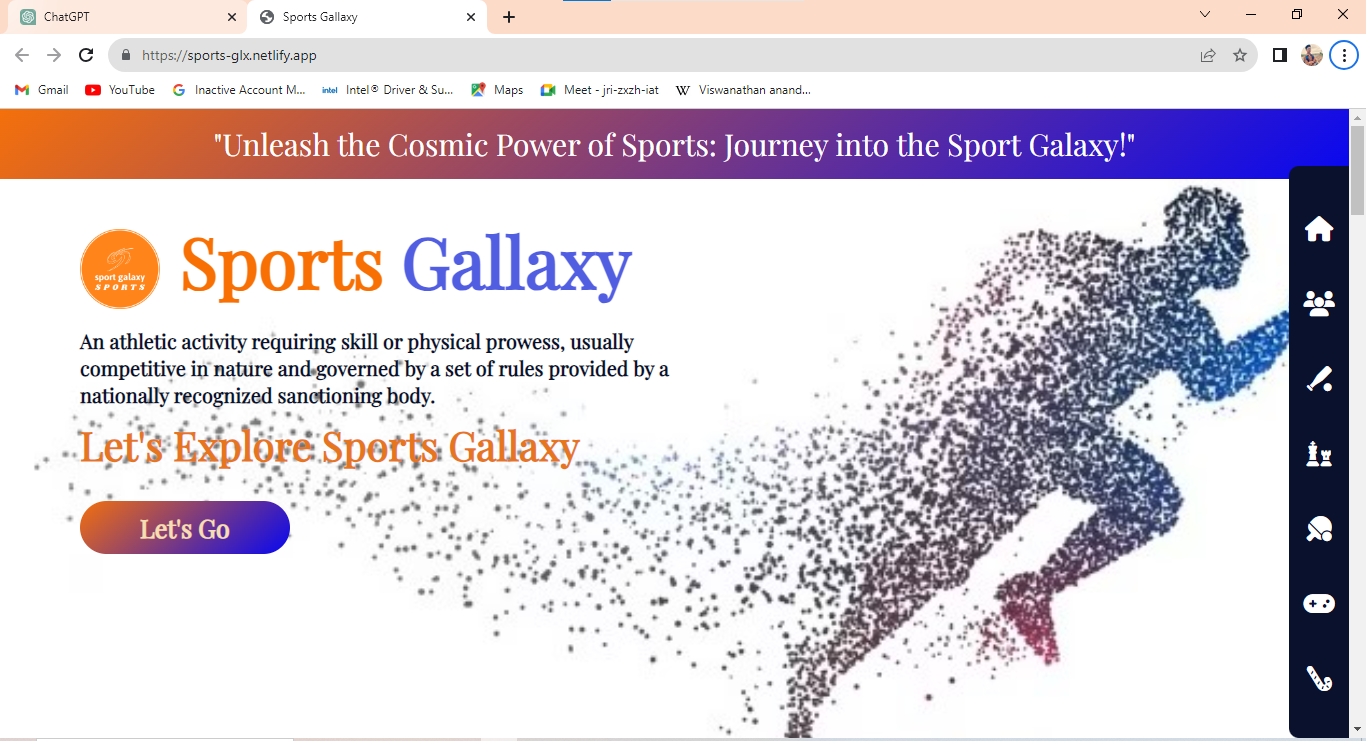 ChatGPT
Sports Gallaxy
https://sports-glx.netlify.app
Gmail
YouTube
Inactive Account M...
intel
Intel® Driver & Su...
Maps
Meet - jri-zxzh-iat
W
Viswanathan anand...
"Unleash the Cosmic Power of Sports: Journey into the Sport Galaxy!"
sport galaxy
SPORTS
Sports Gallaxy
An athletic activity requiring skill or physical prowess, usually
competitive in nature and governed by a set of rules provided by a
nationally recognized sanctioning body.
Let's Explore Sports Gallaxy
Let's Go